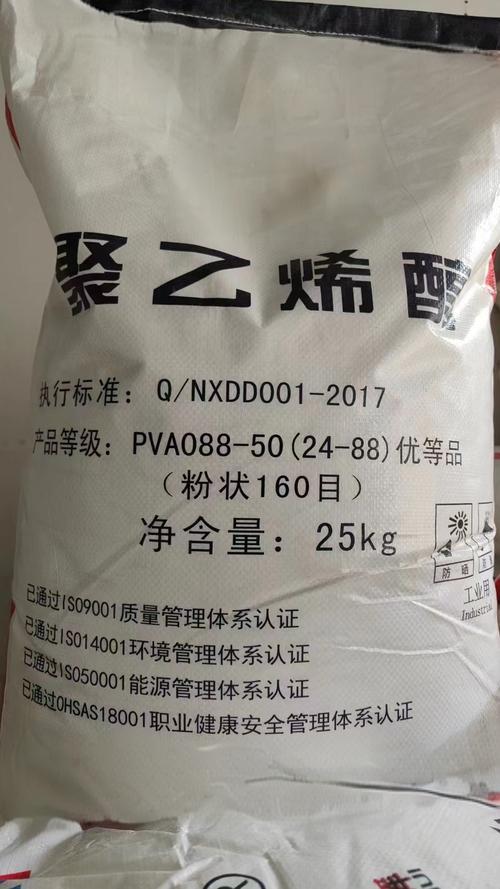 聚乙烯醇
执行标准：Q/NXDD001-2017
产品等级：PVA088-50(24-88)优等品
（粉状160目）
净含量：25kg
防晒
工业用
Industrial
已通过ISO9001质量管理体系认证
已通过ISO14001环境管理体系认证
已通过ISO50001能源管理体系认证
已通过OHSAS18001职业健康安全管理体系认证